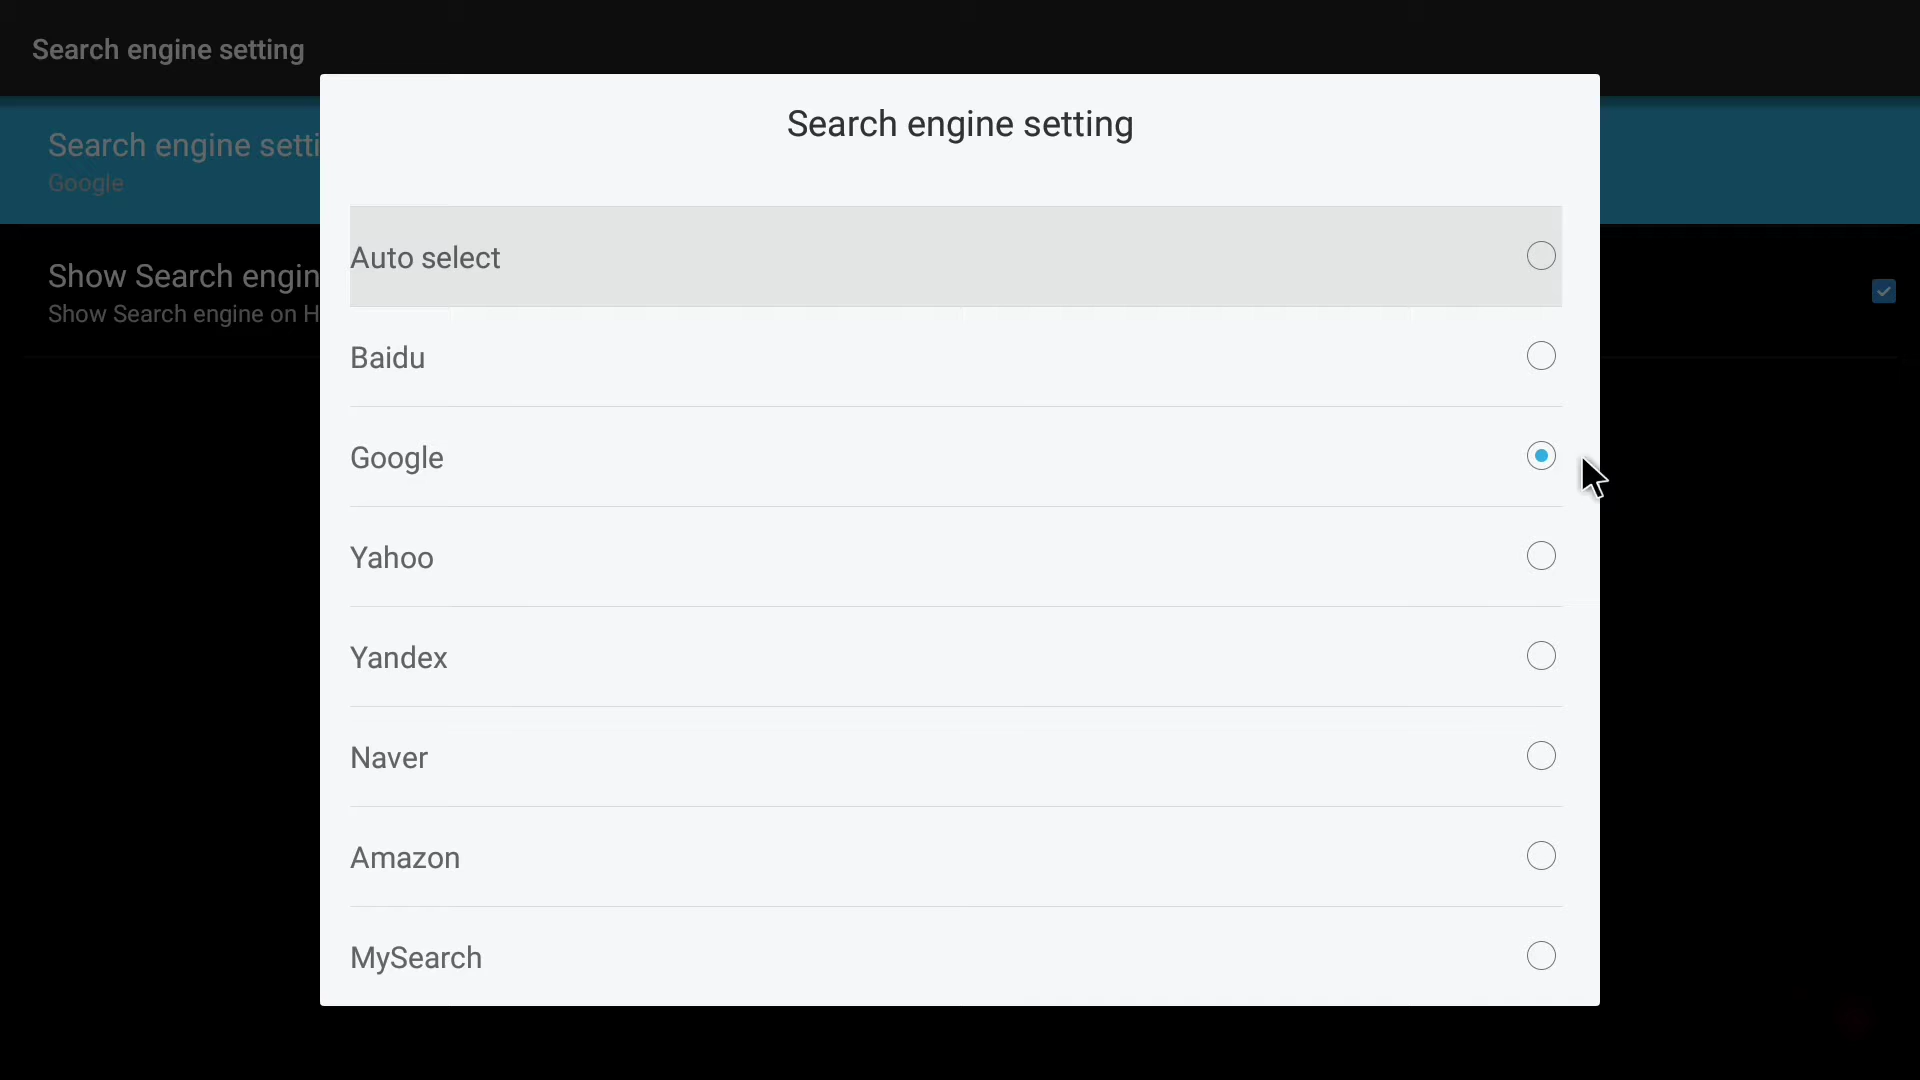 Search engine setting
Search engine setti
Google
Show Search engin
Show Search engine on H
Search engine setting
Auto select
Baidu
Google
Yahoo
Yandex
Naver
Amazon
MySearch